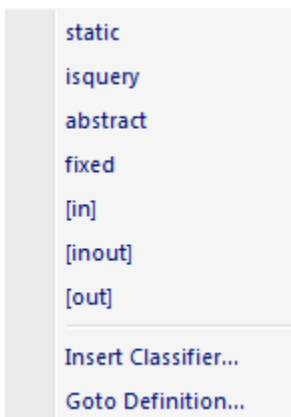 static
isquery
abstract
fixed
[in]
[inout]
[out]
Insert Classifier...
Goto Definition...